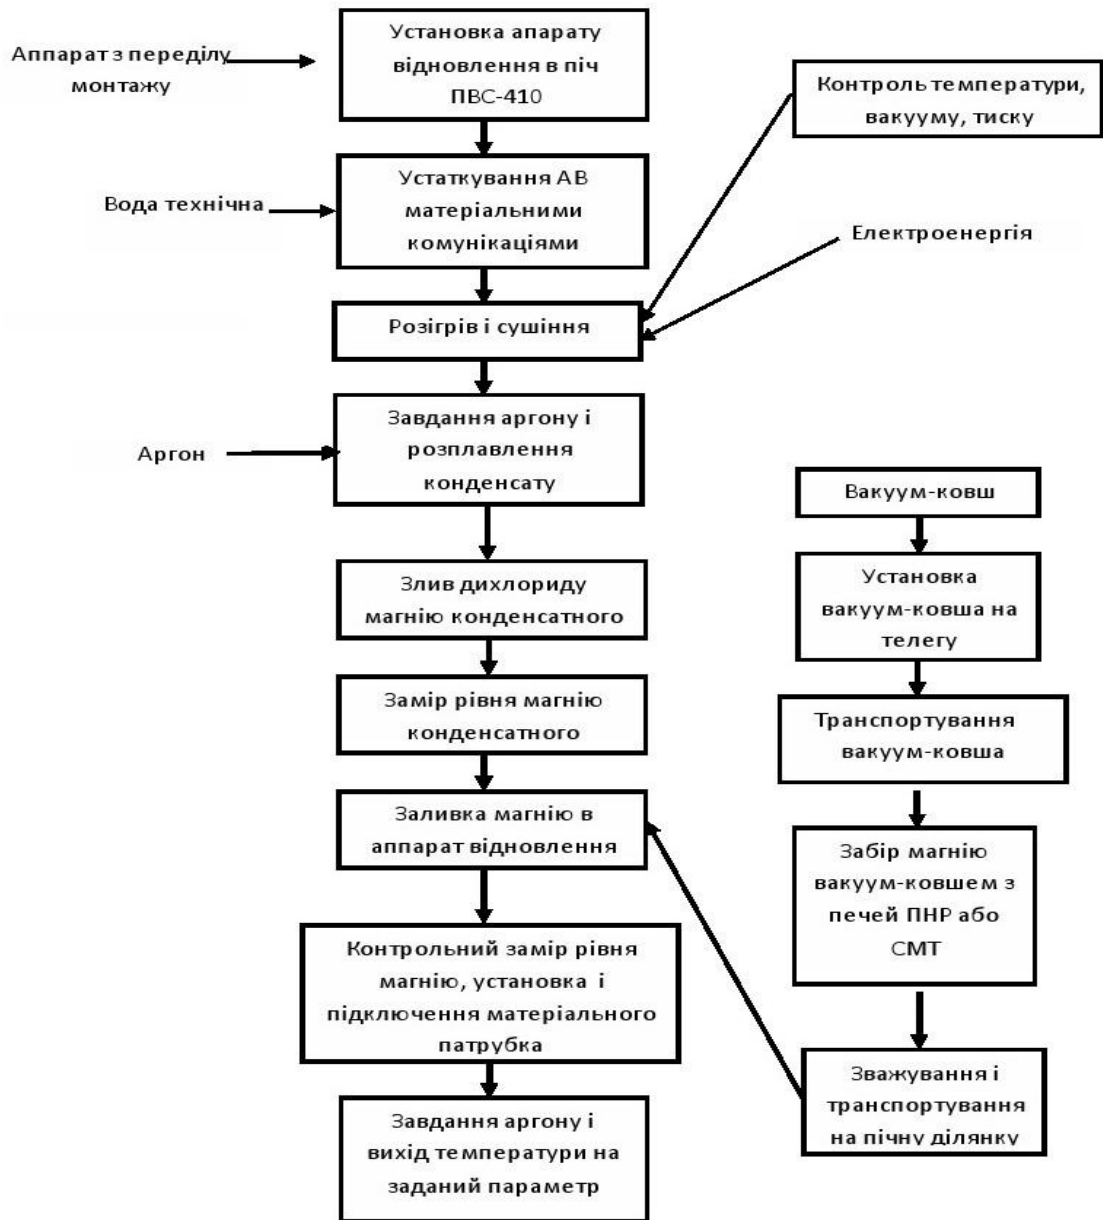 Аппарат з переділу
монтажу
Установка апарату
відновлення в піч
ПВС-410
Контроль температури,
вакууму, тиску
Вода технічна
Устаткування АВ
матеріальними
комунікаціями
Електроенергія
Розігрів і сушіння
Аргон
Завдання аргону і
розплавлення
конденсату
Злив дихлориду
магнію конденсатного
Замір рівня магнію
конденсатного
Заливка магнію в
аппарат відновлення
Контрольний замір рівня
магнію, установка і
підключення матеріального
патрубка
Завдання аргону і
вихід температури на
заданий параметр
Вакуум-ковш
Установка
вакуум-ковша на
телегу
Транспортування
вакуум-ковша
Забір магнію
вакуум-ковшем з
печей ПНР або
СМТ
Зважування і
транспортування
на пічну ділянку